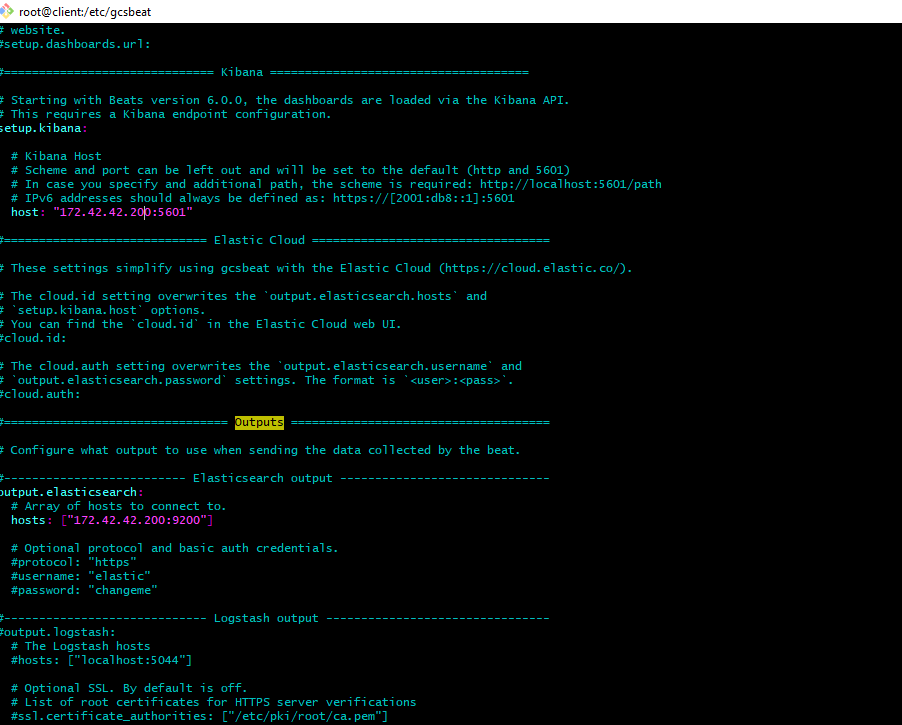 root@client:/etc/gcsbeat
# website.
#setup.dashboards.url:
#============================== Kibana =====================================
# Starting with Beats version 6.0.0, the dashboards are loaded via the Kibana API.
# This requires a Kibana endpoint configuration.
setup.kibana:
# Kibana Host
# Scheme and port can be left out and will be set to the default (http and 5601)
# In case you specify and additional path, the scheme is required: http://localhost:5601/path
# IPv6 addresses should always be defined as: https://[2001:db8::1]:5601
host: "172.42.42.200:5601"
#============================= Elastic Cloud ==================================
# These settings simplify using gcsbeat with the Elastic Cloud (https://cloud.elastic.co/).
# The cloud.id setting overwrites the `output.elasticsearch.hosts` and
# `setup.kibana.host` options.
# You can find the `cloud.id` in the Elastic Cloud web UI.
#cloud.id:
# The cloud.auth setting overwrites the `output.elasticsearch.username` and
# `output.elasticsearch.password` settings. The format is `<user>:<pass>`.
#cloud.auth:
#================================ Outputs =====================================
# Configure what output to use when sending the data collected by the beat.
#-------------------------- Elasticsearch output ------------------------------
output.elasticsearch:
# Array of hosts to connect to.
hosts: ["172.42.42.200:9200"]
# Optional protocol and basic auth credentials.
#protocol: "https"
#username: "elastic"
#password: "changeme"
#----------------------------- Logstash output --------------------------------
#output.logstash:
# The Logstash hosts
#hosts: ["localhost:5044"]
# Optional SSL. By default is off.
# List of root certificates for HTTPS server verifications
#ssl.certificate_authorities: ["/etc/pki/root/ca.pem"]